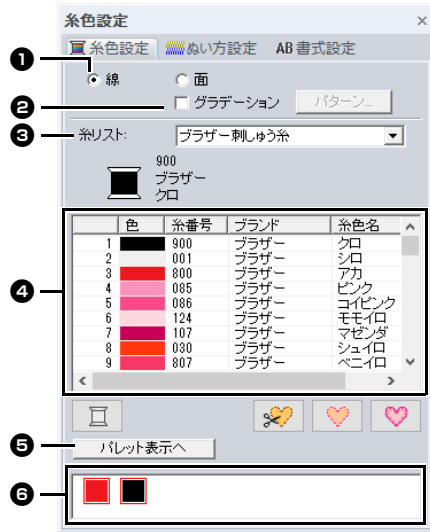 糸色設定 ×
糸色設定 ぬい方設定 AB 書式設定
❶ 線 面
❷ グラデーション パターン...
❸ 糸リスト: ブラザー刺しゅう糸
900
ブラザー
クロ
❹
色 糸番号 ブランド 糸色名
1 900 ブラザー クロ
2 001 ブラザー シロ
3 800 ブラザー アカ
4 085 ブラザー ピンク
5 086 ブラザー コイピンク
6 124 ブラザー モモイロ
7 107 ブラザー マゼンダ
8 030 ブラザー シュイロ
9 807 ブラザー ベニイロ
❺ パレット表示へ
❻